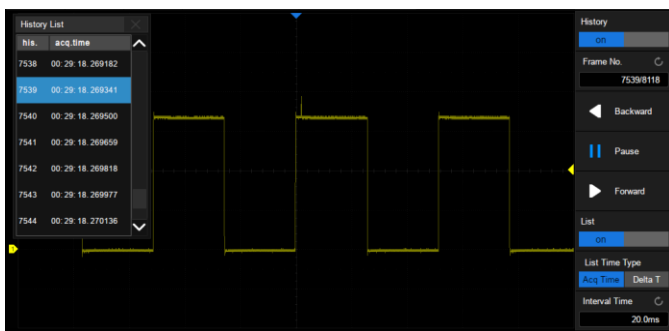 History List
his. acq.time
7538 00: 29: 18. 269182
7539 00: 29: 18. 269341
7540 00: 29: 18. 269500
7541 00: 29: 18. 269659
7542 00: 29: 18. 269818
7543 00: 29: 18. 269977
7544 00: 29: 18. 270136
1
History
on
Frame No.
7539/8118
Backward
Pause
Forward
List
on
List Time Type
Acq Time Delta T
Interval Time
20.0ms